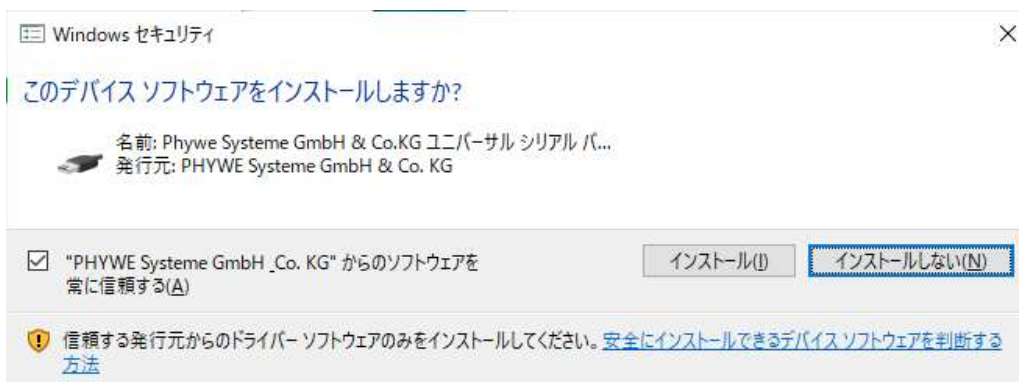 Windows セキュリティ
このデバイス ソフトウェアをインストールしますか?
名前: Phywe Systeme GmbH & Co.KG ユニバーサル シリアル バ...
発行元: PHYWE Systeme GmbH & Co. KG
"PHYWE Systeme GmbH _Co. KG" からのソフトウェアを
常に信頼する(A)
インストール(I)
インストールしない(N)
信頼する発行元からのドライバー ソフトウェアのみをインストールしてください。安全にインストールできるデバイス ソフトウェアを判断する
方法